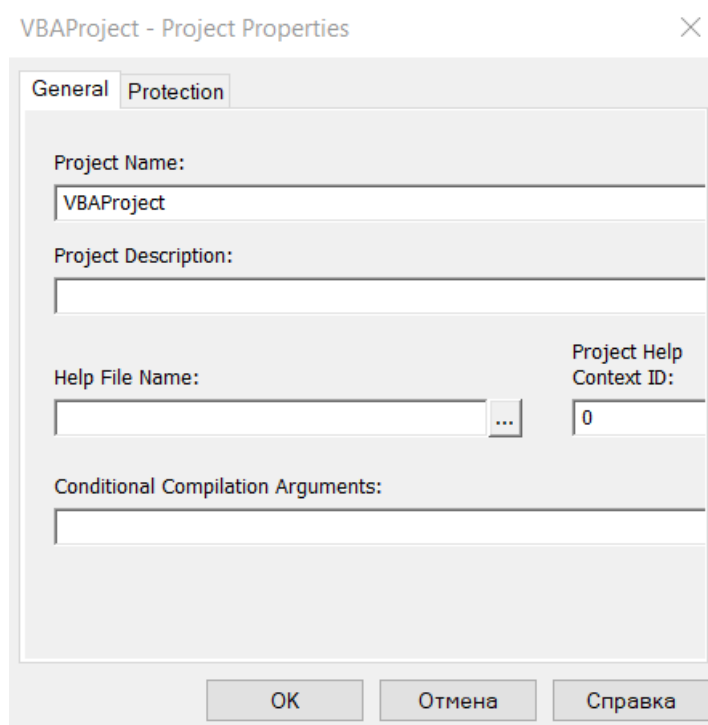 VBAProject - Project Properties
General Protection
Project Name:
VBAProject
Project Description:
Project Help
Help File Name: Context ID:
... 0
Conditional Compilation Arguments:
OK Отмена Справка